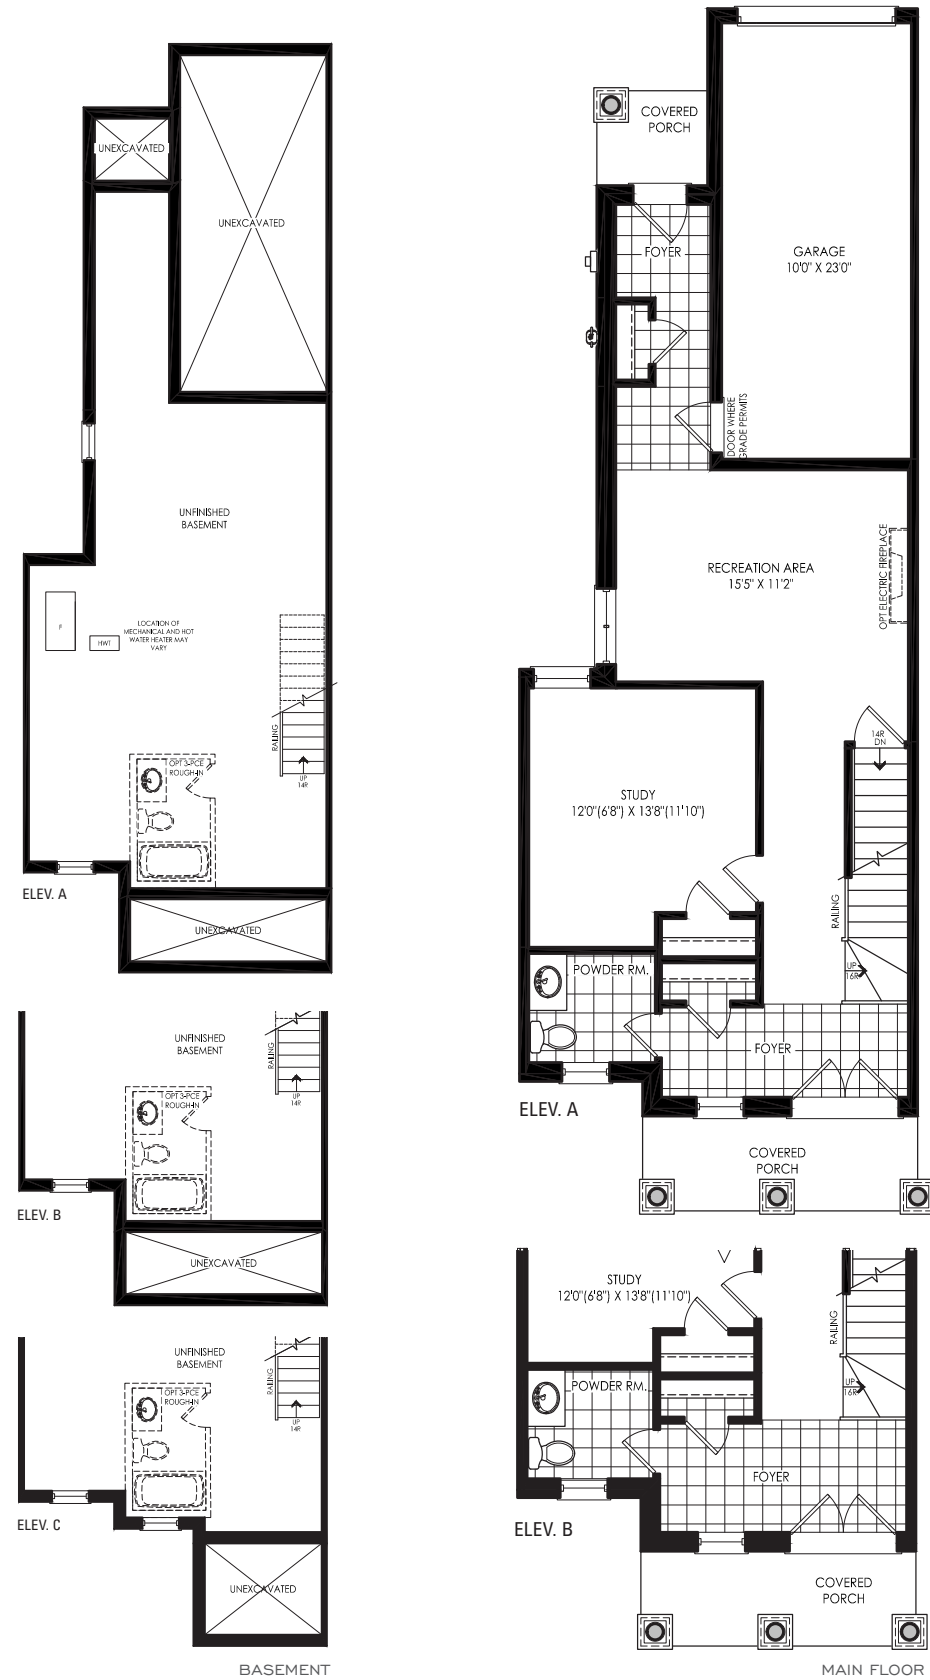 UNEXCAVATED
UNEXCAVATED
UNFINISHED
BASEMENT
F
HWT
LOCATION OF
MECHANICAL AND HOT
WATER HEATER MAY
VARY
RAILING
UP
14R
OPT 3-PCE
ROUGH-IN
ELEV. A
UNEXCAVATED
UNFINISHED
BASEMENT
RAILING
UP
14R
OPT 3-PCE
ROUGH-IN
ELEV. B
UNEXCAVATED
UNFINISHED
BASEMENT
RAILING
UP
14R
OPT 3-PCE
ROUGH-IN
ELEV. C
UNEXCAVATED
BASEMENT
COVERED
PORCH
FOYER
GARAGE
10'0" X 23'0"
DOOR WHERE
GRADE PERMITS
RECREATION AREA
15'5" X 11'2"
OPT ELECTRIC FIREPLACE
14R
DN
STUDY
12'0"(6'8") X 13'8"(11'10")
RAILING
UP
16R
POWDER RM.
FOYER
ELEV. A
COVERED
PORCH
STUDY
12'0"(6'8") X 13'8"(11'10")
RAILING
UP
16R
POWDER RM.
FOYER
ELEV. B
COVERED
PORCH
MAIN FLOOR